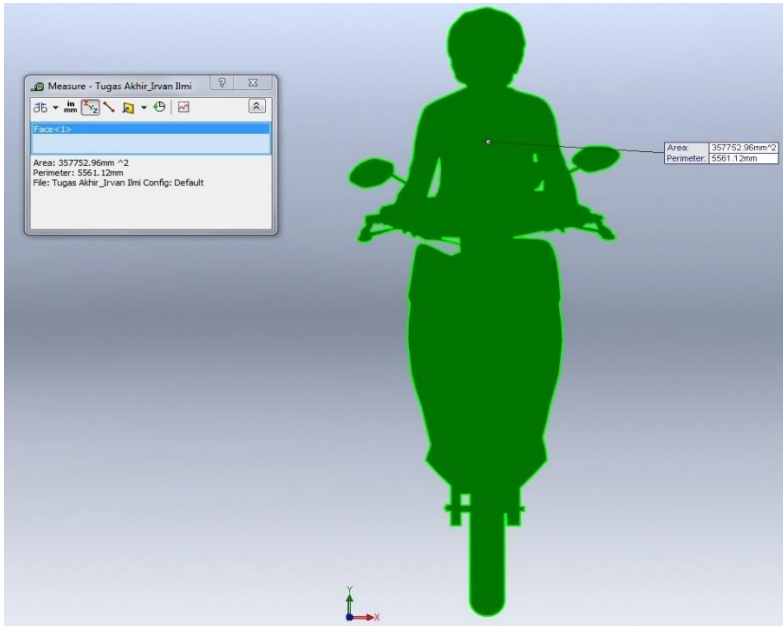 Measure - Tugas Akhir_Irvan Ilmi
in
mm
XYZ
Face<1>
Area: 357752.96mm ^2
Perimeter: 5561.12mm
File: Tugas Akhir_Irvan Ilmi Config: Default
Area: 357752.96mm^2
Perimeter: 5561.12mm
Y
X